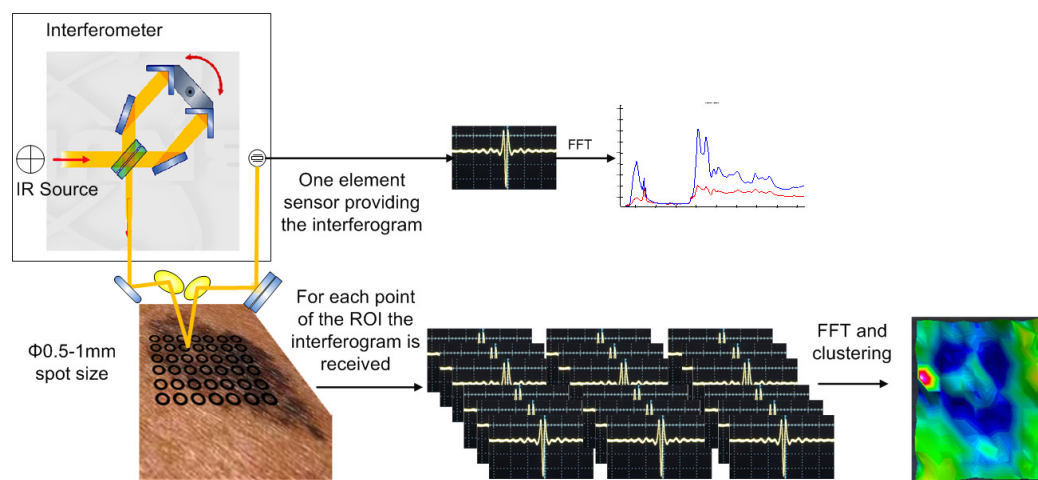 Interferometer
IR Source
One element
sensor providing
the interferogram
FFT
Φ0.5-1mm
spot size
For each point
of the ROI the
interferogram is
received
FFT and
clustering